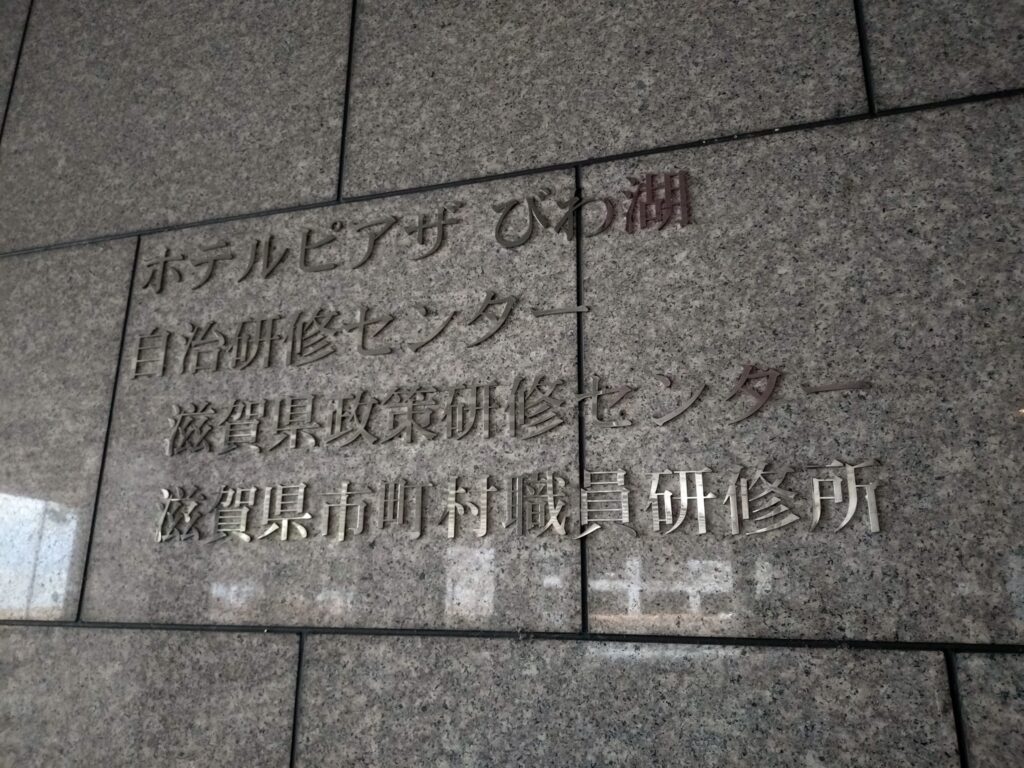 ホテルピアザ びわ湖
自治研修センター
滋賀県政策研修センター
滋賀県市町村職員研修所